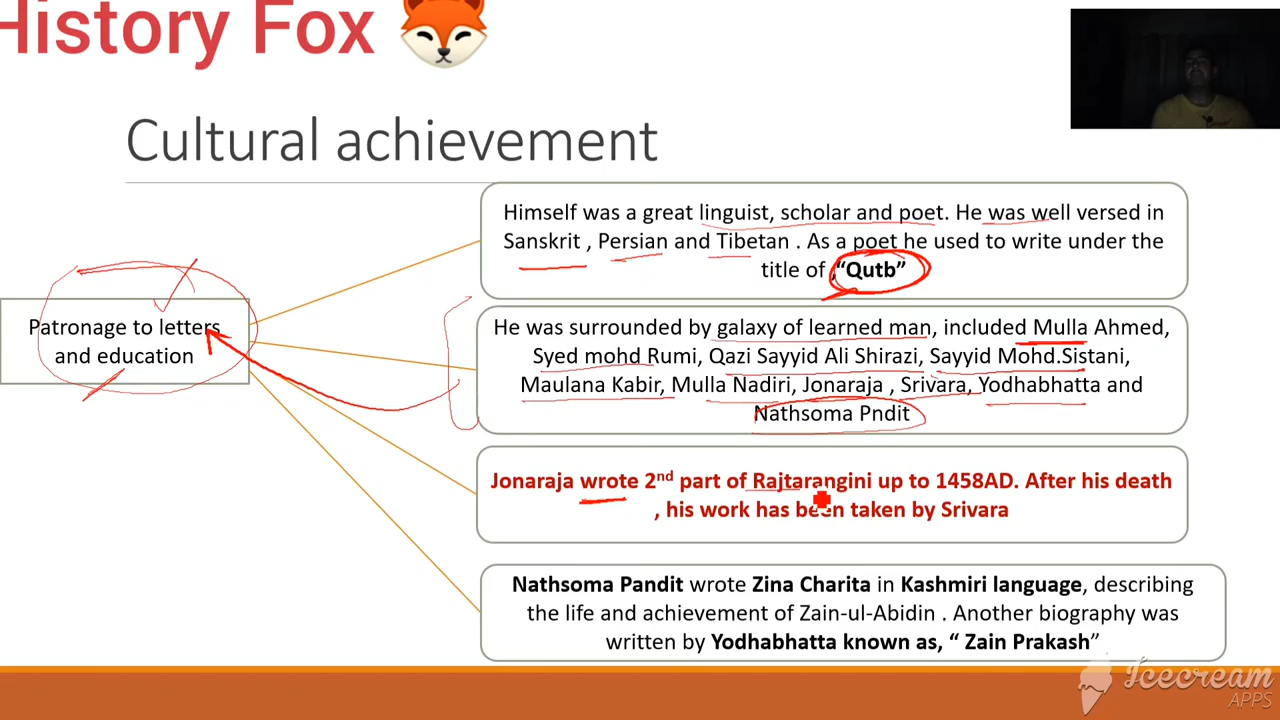 History Fox
Cultural achievement
Himself was a great linguist, scholar and poet. He was well versed in
Sanskrit , Persian and Tibetan . As a poet he used to write under the
title of ,“Qutb”
Patronage to letters
and education
He was surrounded by galaxy of learned man, included Mulla Ahmed,
Syed mohd Rumi, Qazi Sayyid Ali Shirazi, Sayyid Mohd.Sistani,
Maulana Kabir, Mulla Nadiri, Jonaraja , Srivara, Yodhabhatta and
Nathsoma Pndit
Jonaraja wrote 2nd part of Rajtarangini up to 1458AD. After his death
, his work has been taken by Srivara
Nathsoma Pandit wrote Zina Charita in Kashmiri language, describing
the life and achievement of Zain-ul-Abidin . Another biography was
written by Yodhabhatta known as, “ Zain Prakash”
Icecream
APPS